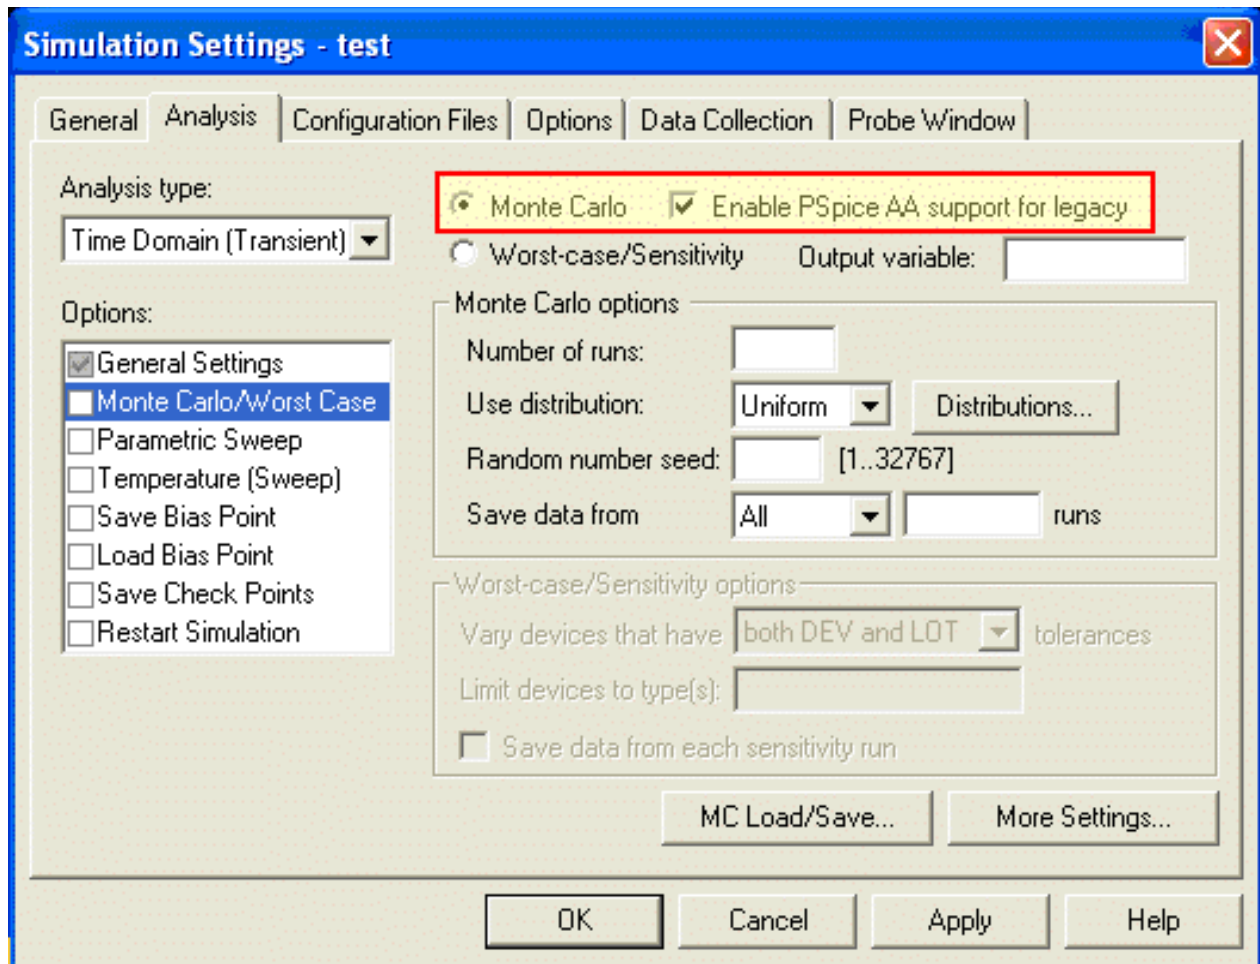 Simulation Settings - test
General Analysis Configuration Files Options Data Collection Probe Window
Analysis type:
Time Domain (Transient)
Options:
General Settings
Monte Carlo/Worst Case
Parametric Sweep
Temperature (Sweep)
Save Bias Point
Load Bias Point
Save Check Points
Restart Simulation
Monte Carlo Enable PSpice AA support for legacy
Worst-case/Sensitivity Output variable:
Monte Carlo options
Number of runs:
Use distribution: Uniform Distributions...
Random number seed: [1..32767]
Save data from All runs
Worst-case/Sensitivity options
Vary devices that have both DEV and LOT tolerances
Limit devices to type(s):
Save data from each sensitivity run
MC Load/Save... More Settings...
OK Cancel Apply Help